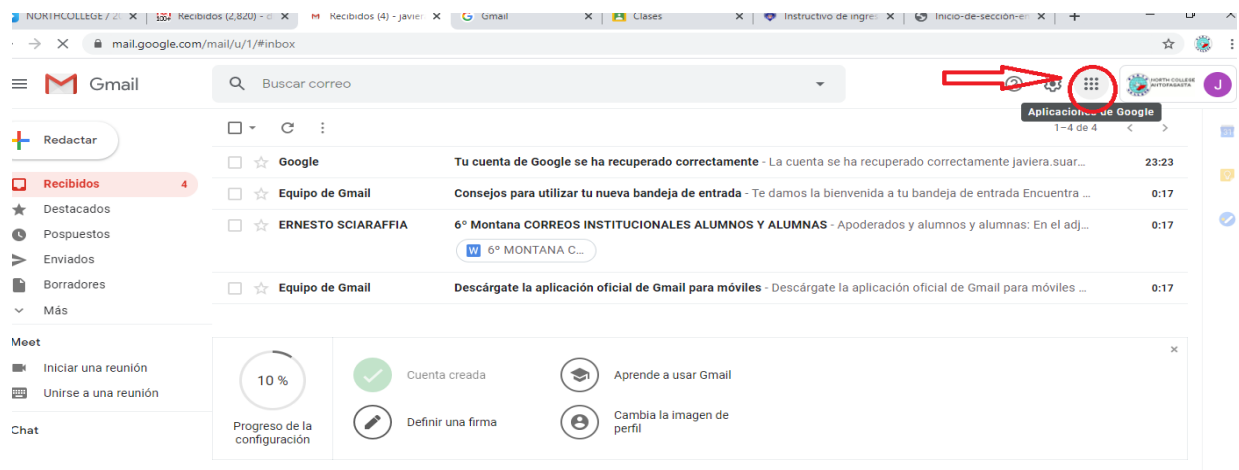 NORTHCOLLEGE / 20
Recibidos (2,820) - d
Recibidos (4) - javier.
Gmail
Clases
Instructivo de ingres
Inicio-de-sección-en
mail.google.com/mail/u/1/#inbox
Gmail
Buscar correo
NORTH COLLEGE
ANTOFAGASTA
J
Aplicaciones de Google
Redactar
1–4 de 4
31
Google Tu cuenta de Google se ha recuperado correctamente - La cuenta se ha recuperado correctamente javiera.suar... 23:23
Recibidos 4
Equipo de Gmail Consejos para utilizar tu nueva bandeja de entrada - Te damos la bienvenida a tu bandeja de entrada Encuentra ... 0:17
Destacados
ERNESTO SCIARAFFIA 6º Montana CORREOS INSTITUCIONALES ALUMNOS Y ALUMNAS - Apoderados y alumnos y alumnas: En el adj... 0:17
Pospuestos
W 6º MONTANA C...
Enviados
Borradores
Equipo de Gmail Descárgate la aplicación oficial de Gmail para móviles - Descárgate la aplicación oficial de Gmail para móviles ... 0:17
Más
Meet
Iniciar una reunión
Unirse a una reunión
Chat
10 %
Progreso de la
configuración
Cuenta creada
Aprende a usar Gmail
Definir una firma
Cambia la imagen de
perfil